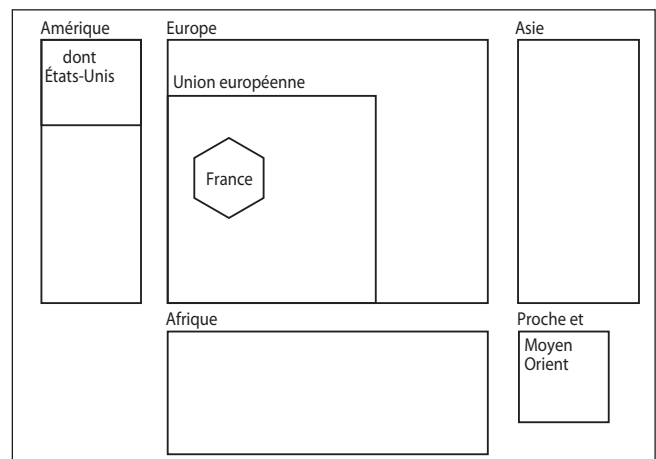 Amérique
Europe
Asie
dont
États-Unis
Union européenne
France
Afrique
Proche et
Moyen
Orient